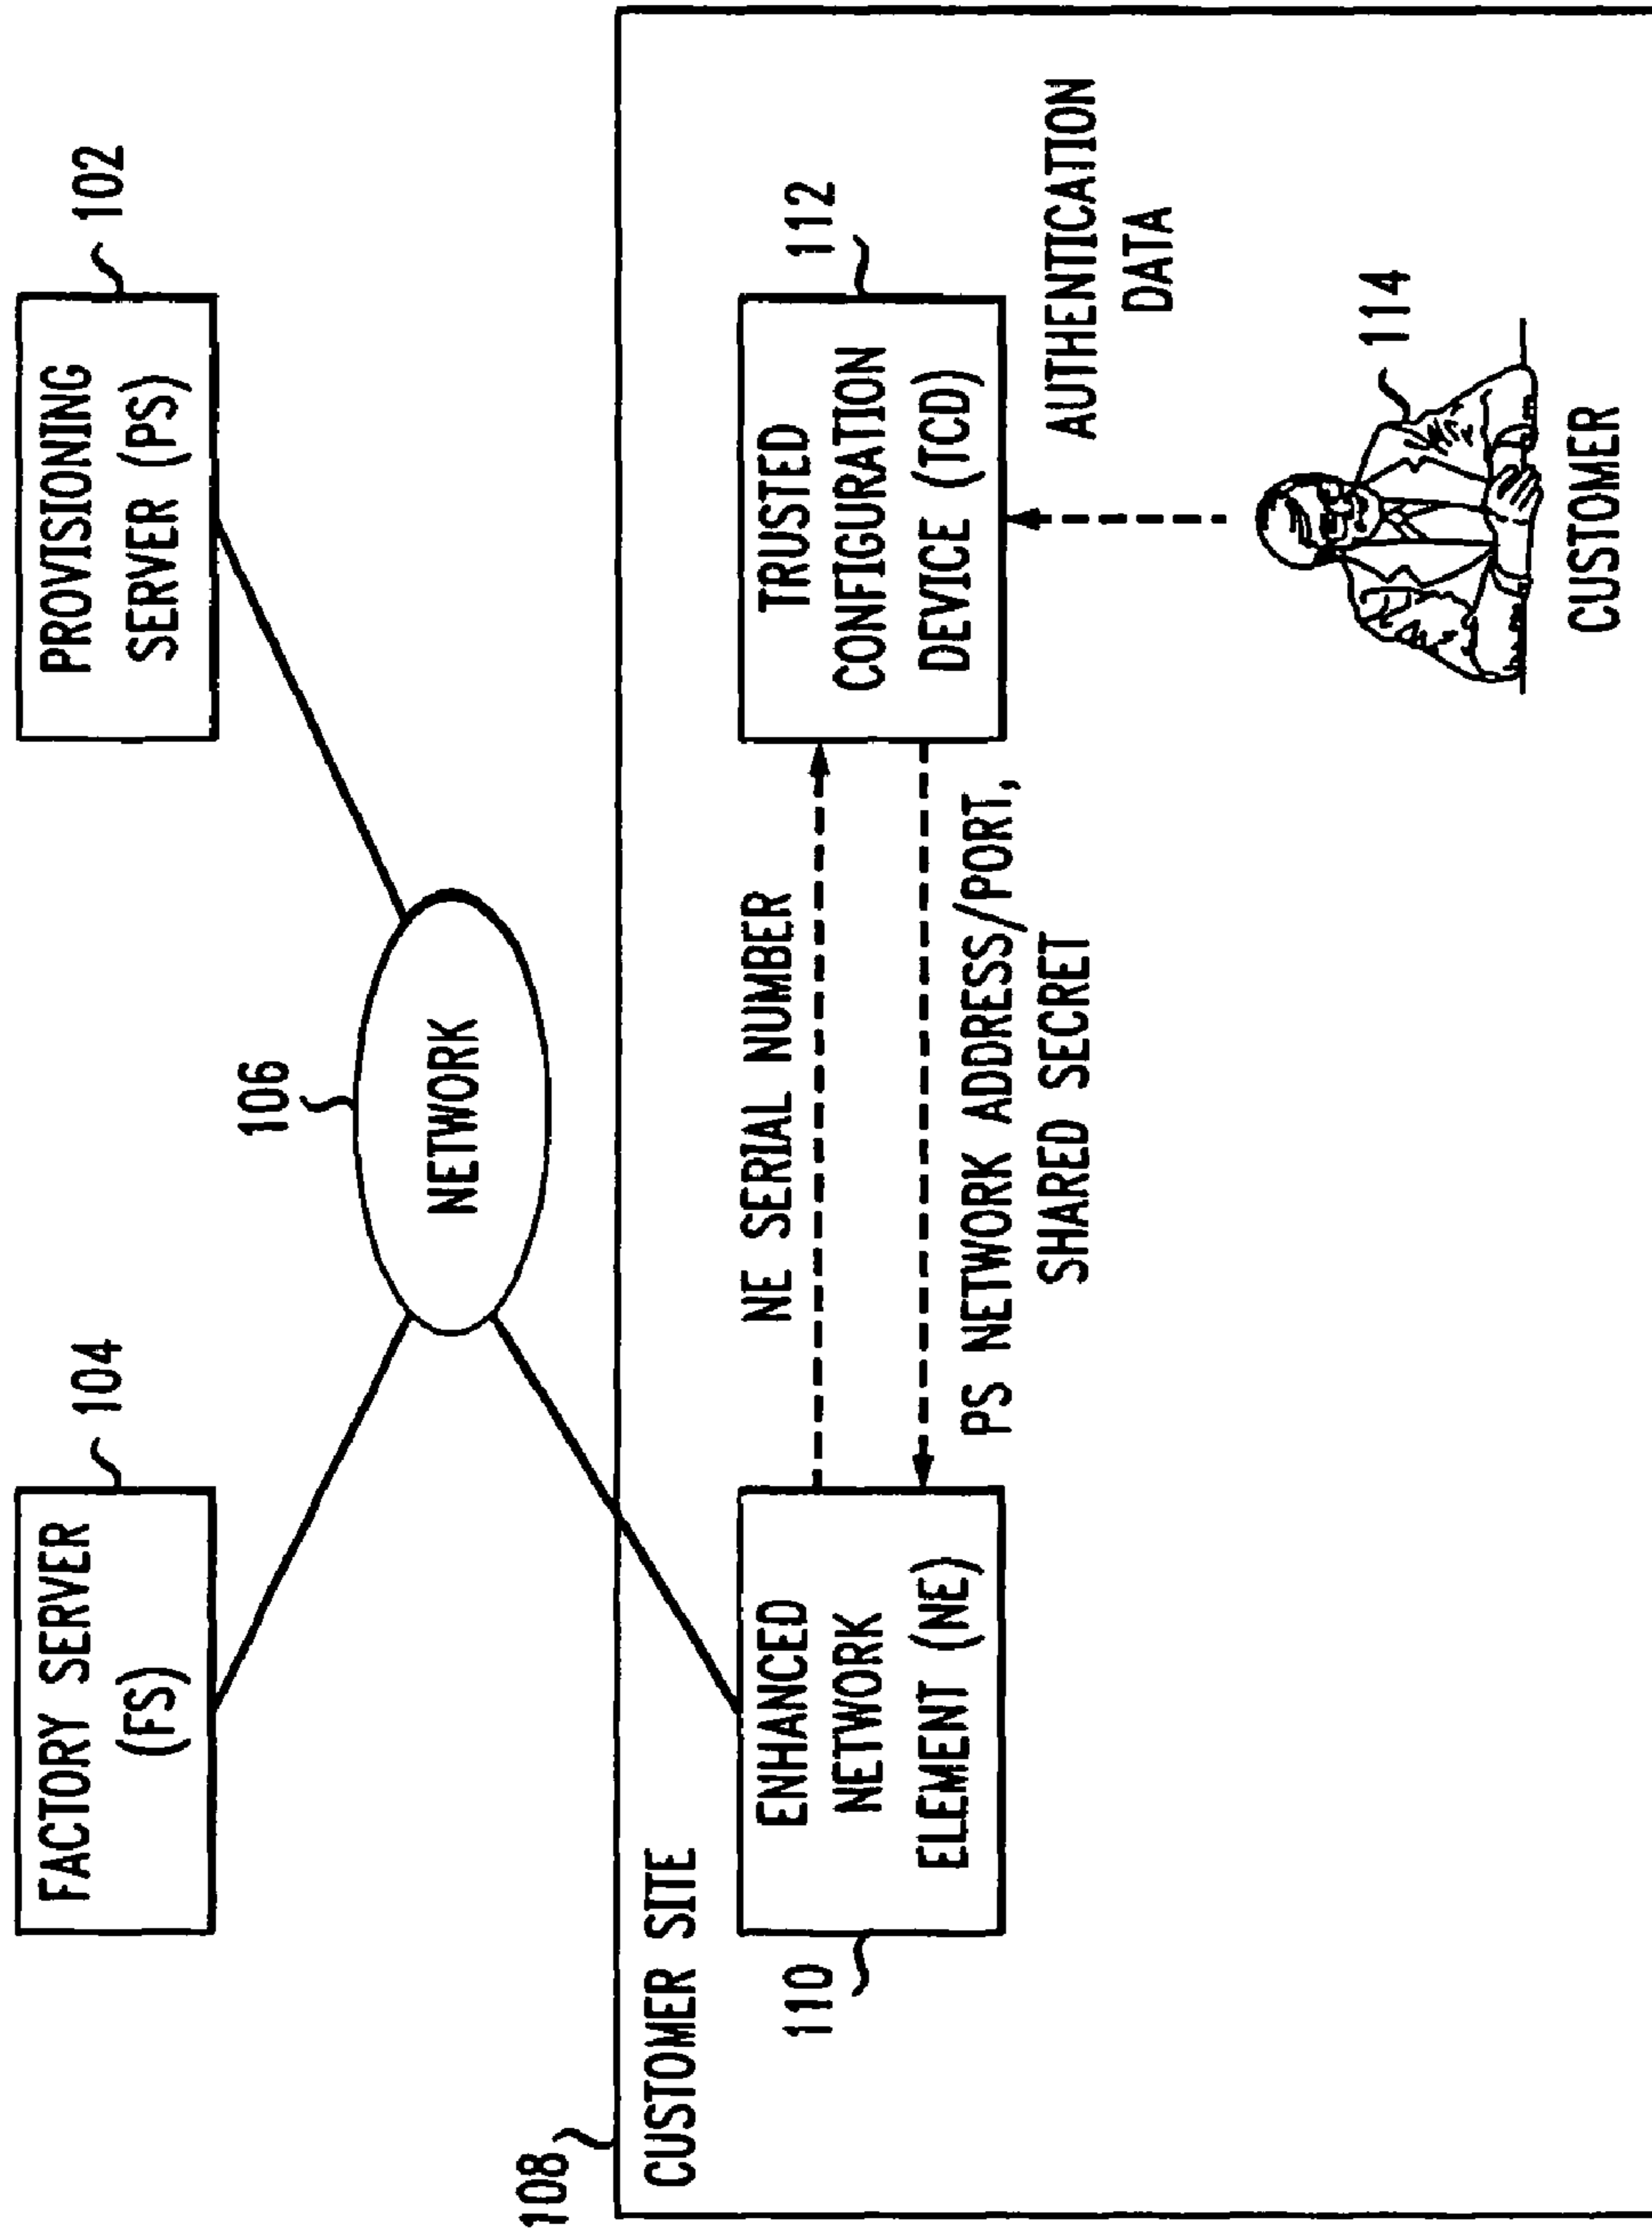 104
FACTORY SERVER
(FS)
102
PROVISIONING
SERVER (PS)
106
NETWORK
108
CUSTOMER SITE
110
ENHANCED
NETWORK
ELEMENT (NE)
NE SERIAL NUMBER
PS NETWORK ADDRESS/PORT,
SHARED SECRET
112
TRUSTED
CONFIGURATION
DEVICE (TCD)
AUTHENTICATION
DATA
114
CUSTOMER